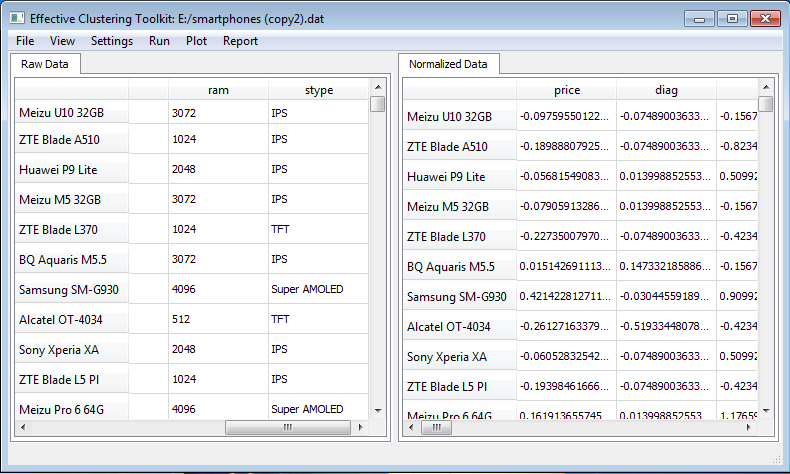 Effective Clustering Toolkit: E:/smartphones (copy2).dat
File View Settings Run Plot Report
Raw Data
ram stype
Meizu U10 32GB 3072 IPS
ZTE Blade A510 1024 IPS
Huawei P9 Lite 2048 IPS
Meizu M5 32GB 3072 IPS
ZTE Blade L370 1024 TFT
BQ Aquaris M5.5 3072 IPS
Samsung SM-G930 4096 Super AMOLED
Alcatel OT-4034 512 TFT
Sony Xperia XA 2048 IPS
ZTE Blade L5 Pl 1024 IPS
Meizu Pro 6 64G 4096 Super AMOLED
Normalized Data
price diag
Meizu U10 32GB -0.09759550122... -0.07489003633... -0.1567
ZTE Blade A510 -0.18988807925... -0.07489003633... -0.8234
Huawei P9 Lite -0.05681549083... 0.013998852553... 0.50992
Meizu M5 32GB -0.07905913286... 0.013998852553... -0.1567
ZTE Blade L370 -0.22735007970... -0.07489003633... -0.4234
BQ Aquaris M5.5 0.015142691113... 0.147332185886... -0.1567
Samsung SM-G930 0.421422812711... -0.03044559189... 0.90992
Alcatel OT-4034 -0.26127163379... -0.51933448078... -0.4234
Sony Xperia XA -0.06052832542... -0.07489003633... 0.50992
ZTE Blade L5 Pl -0.19398461666... -0.07489003633... -0.4234
Meizu Pro 6 64G 0.161913655745 0.013998852553 1.17659